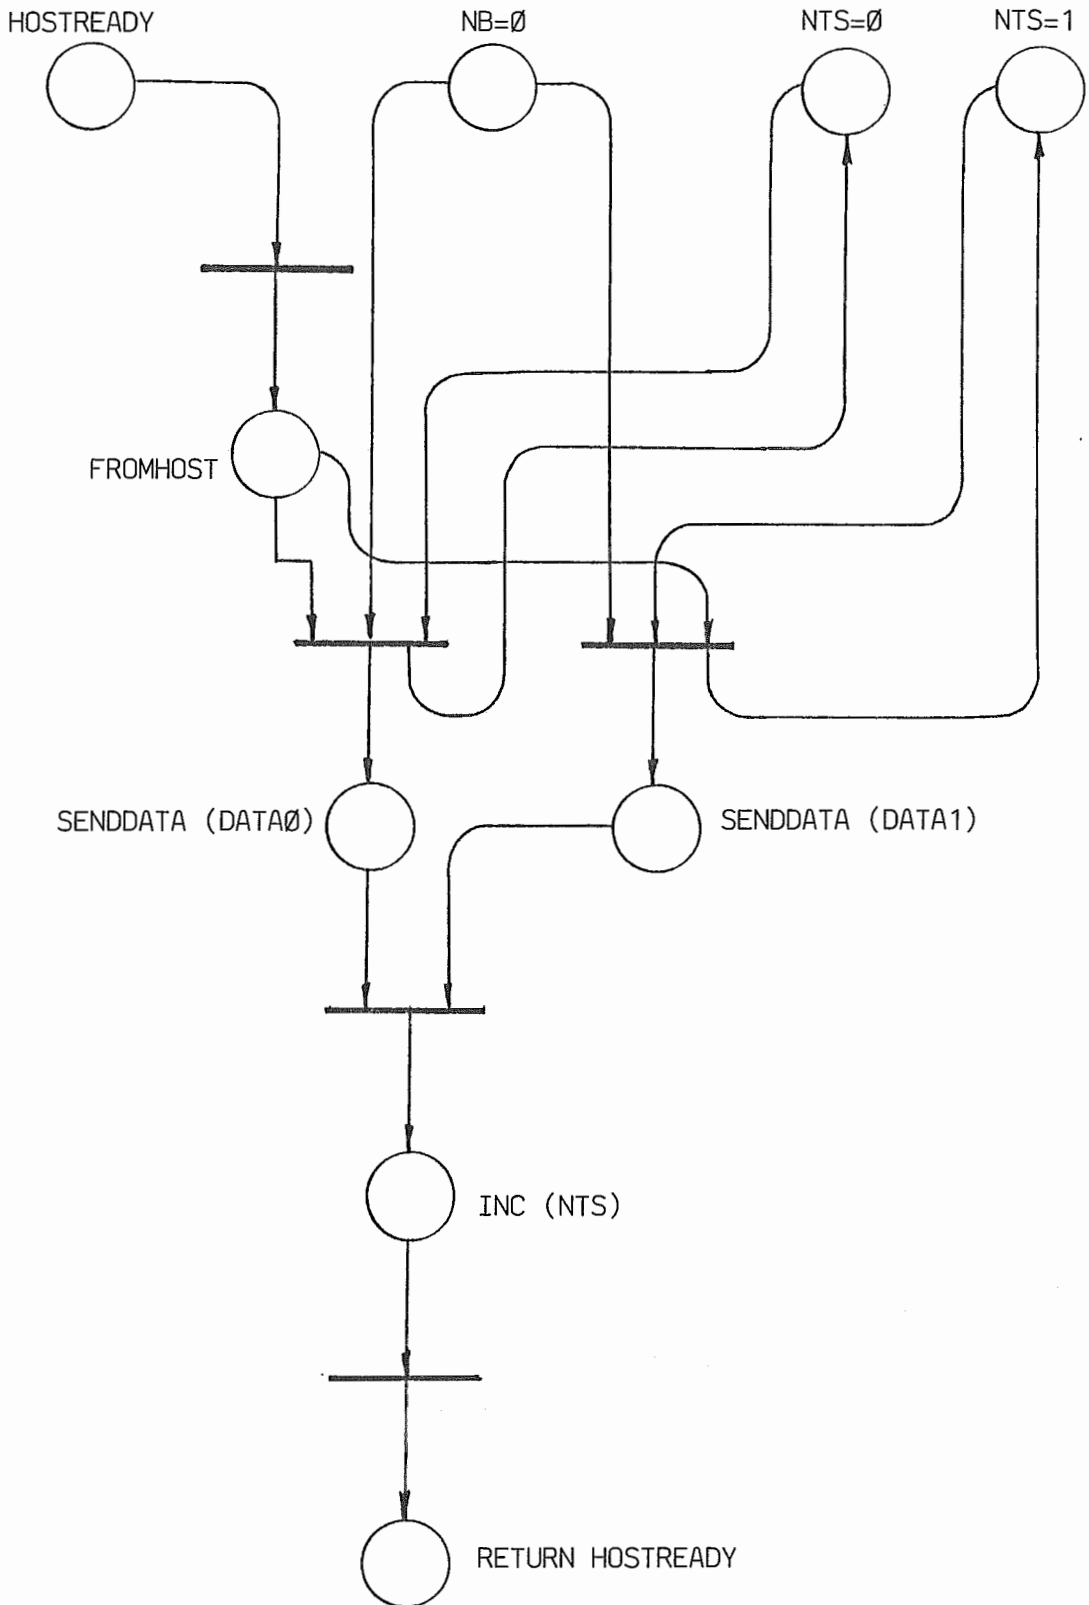 HOSTREADY
NB=Ø
NTS=Ø
NTS=1
FROMHOST
SENDDATA (DATAØ)
SENDDATA (DATA1)
INC (NTS)
RETURN HOSTREADY